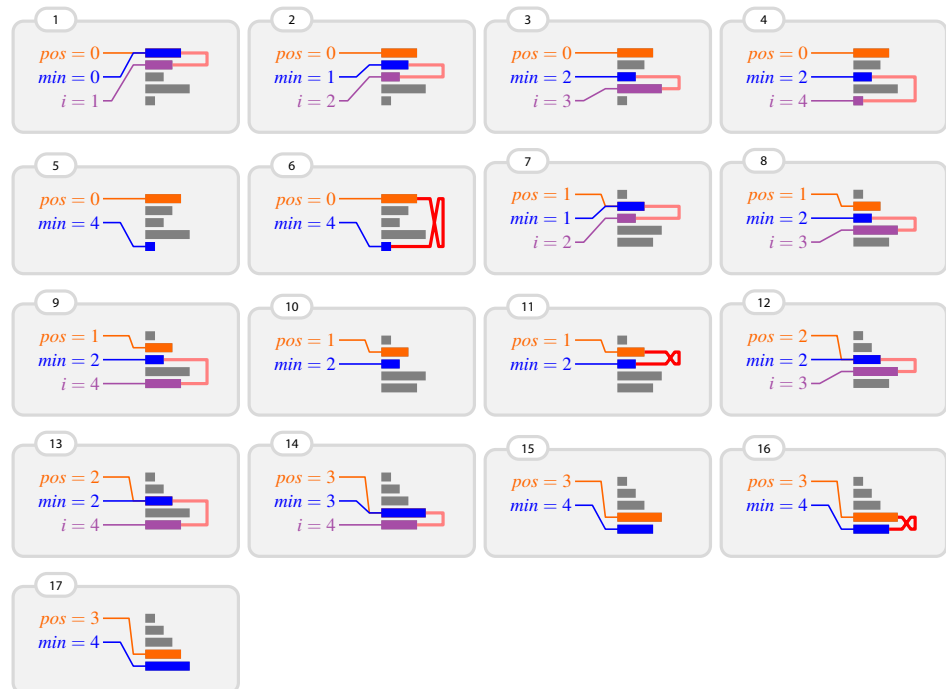 1
pos = 0
min = 0
i = 1
2
pos = 0
min = 1
i = 2
3
pos = 0
min = 2
i = 3
4
pos = 0
min = 2
i = 4
5
pos = 0
min = 4
6
pos = 0
min = 4
7
pos = 1
min = 1
i = 2
8
pos = 1
min = 2
i = 3
9
pos = 1
min = 2
i = 4
10
pos = 1
min = 2
11
pos = 1
min = 2
12
pos = 2
min = 2
i = 3
13
pos = 2
min = 2
i = 4
14
pos = 3
min = 3
i = 4
15
pos = 3
min = 4
16
pos = 3
min = 4
17
pos = 3
min = 4